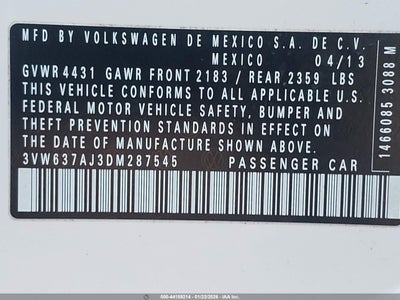 MFD BY VOLKSWAGEN DE MEXICO S.A. DE C.V.
MEXICO 04/13
GVWR 4431 GAWR FRONT 2183 / REAR 2359 LBS
THIS VEHICLE CONFORMS TO ALL APPLICABLE U.S.
FEDERAL MOTOR VEHICLE SAFETY, BUMPER AND
THEFT PREVENTION STANDARDS IN EFFECT ON
THE DATE OF MANUFACTURE SHOWN ABOVE.
3VW637AJ3DM287545 PASSENGER CAR
1466085 3088 M
000-44159214 - 01/23/2026 - IAA Inc.